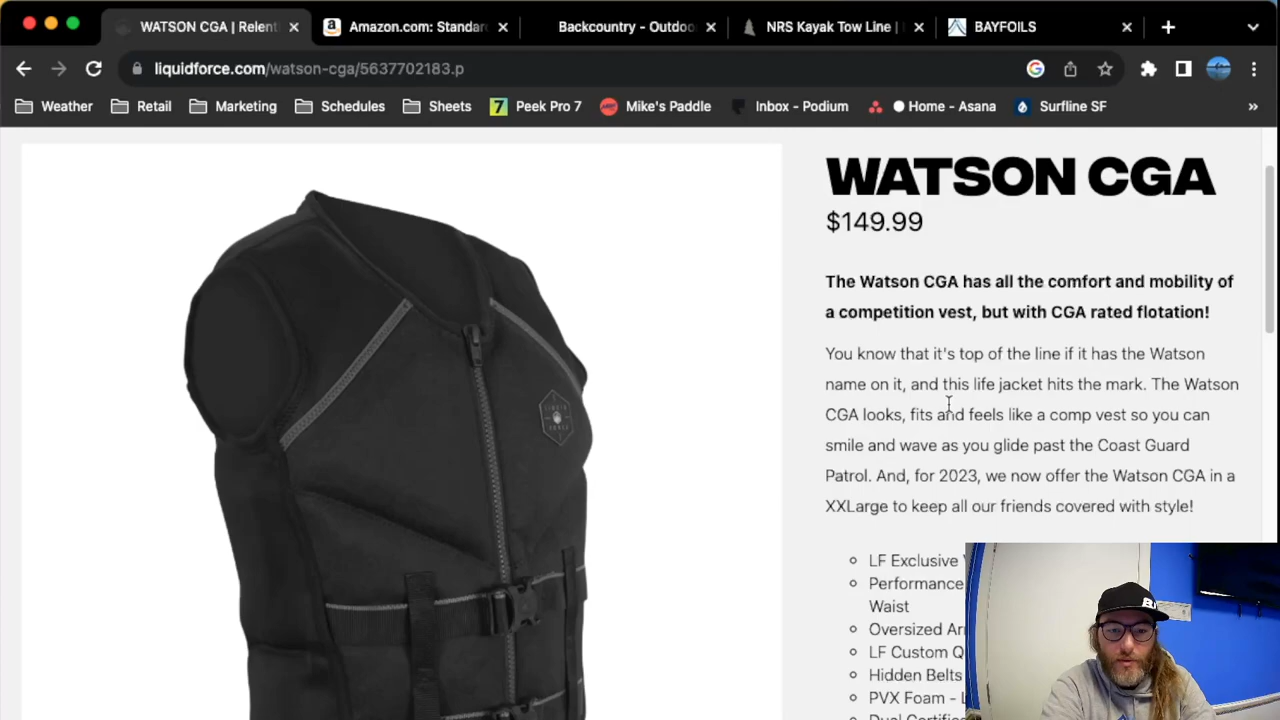 WATSON CGA | Relent
Amazon.com: Standar
Backcountry - Outdoo
NRS Kayak Tow Line |
BAYFOILS
liquidforce.com/watson-cga/5637702183.p
Weather
Retail
Marketing
Schedules
Sheets
7 Peek Pro 7
Mike's Paddle
Inbox - Podium
Home - Asana
Surfline SF
»
WATSON CGA
$149.99
The Watson CGA has all the comfort and mobility of
a competition vest, but with CGA rated flotation!
You know that it's top of the line if it has the Watson
name on it, and this life jacket hits the mark. The Watson
CGA looks, fits and feels like a comp vest so you can
smile and wave as you glide past the Coast Guard
Patrol. And, for 2023, we now offer the Watson CGA in a
XXLarge to keep all our friends covered with style!
LF Exclusive
Performance
Waist
Oversized Ar
LF Custom Q
Hidden Belts
PVX Foam - L